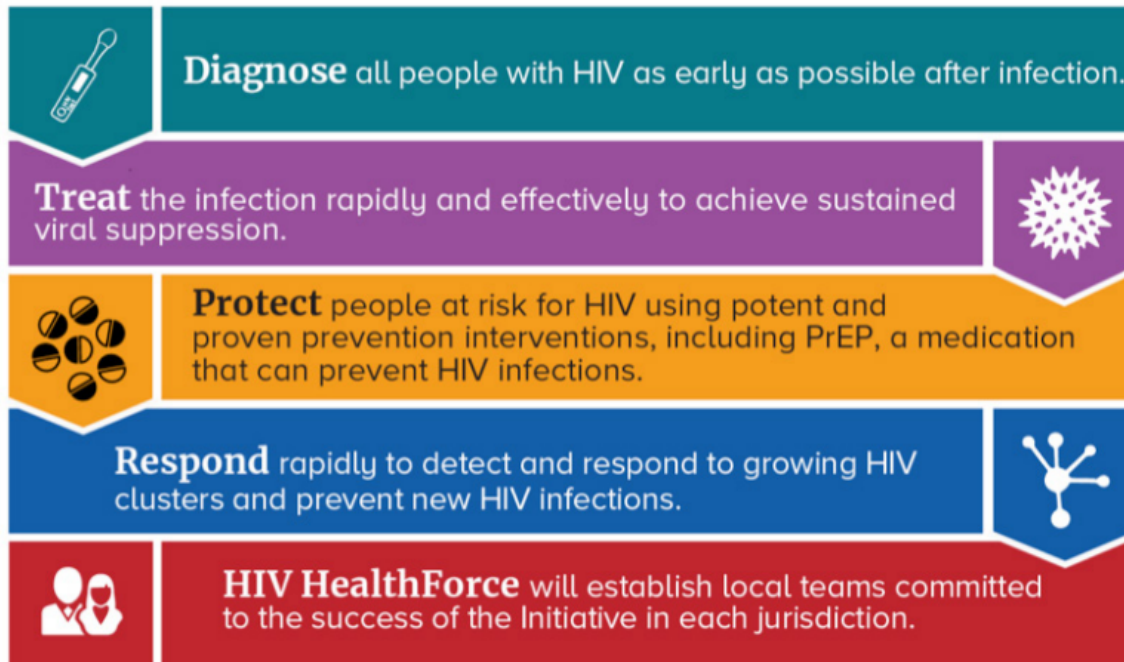 Diagnose all people with HIV as early as possible after infection.
Treat the infection rapidly and effectively to achieve sustained
viral suppression.
Protect people at risk for HIV using potent and
proven prevention interventions, including PrEP, a medication
that can prevent HIV infections.
Respond rapidly to detect and respond to growing HIV
clusters and prevent new HIV infections.
HIV HealthForce will establish local teams committed
to the success of the Initiative in each jurisdiction.